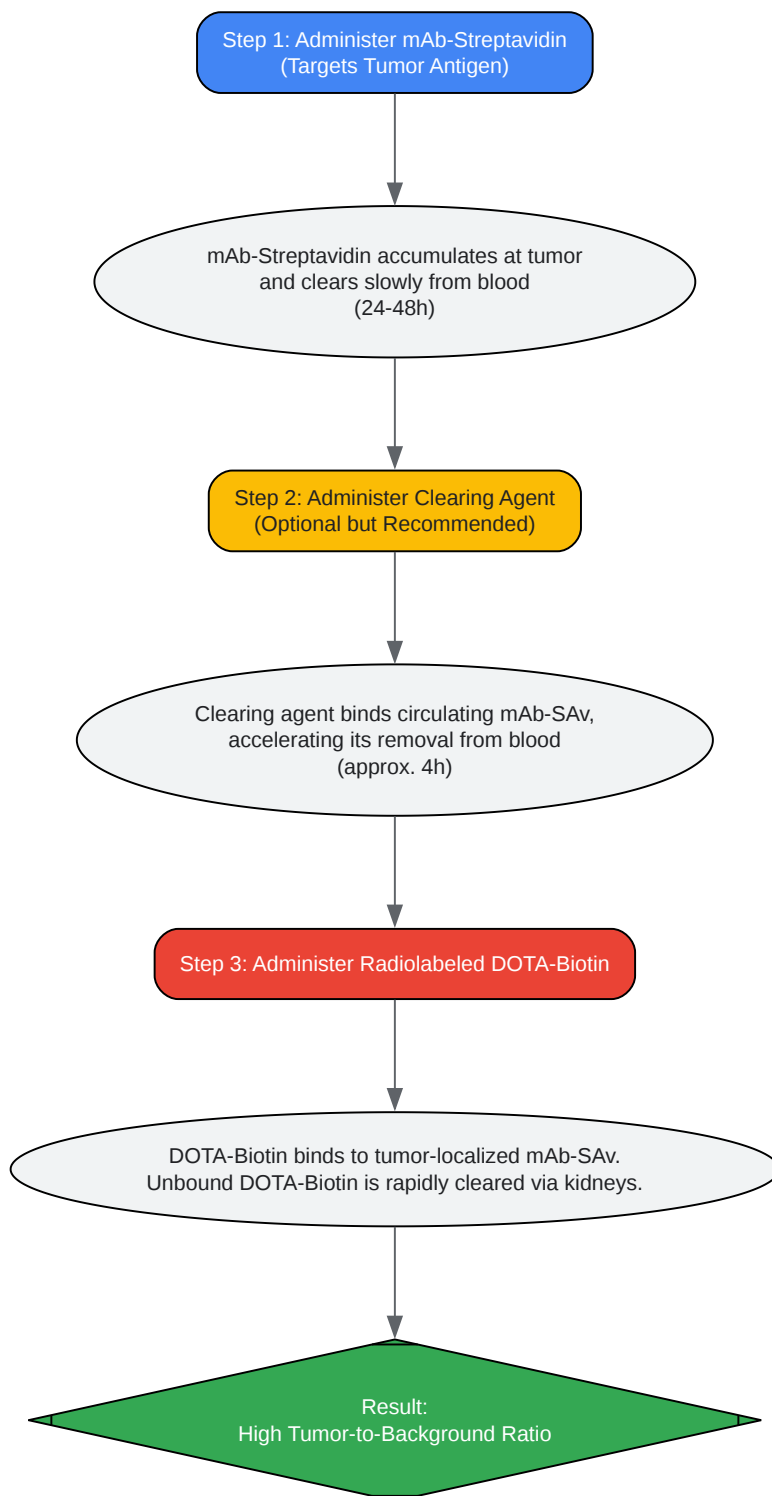 Step 1: Administer mAb-Streptavidin
(Targets Tumor Antigen)
mAb-Streptavidin accumulates at tumor
and clears slowly from blood
(24-48h)
Step 2: Administer Clearing Agent
(Optional but Recommended)
Clearing agent binds circulating mAb-SAv,
accelerating its removal from blood
(approx. 4h)
Step 3: Administer Radiolabeled DOTA-Biotin
DOTA-Biotin binds to tumor-localized mAb-SAv.
Unbound DOTA-Biotin is rapidly cleared via kidneys.
Result:
High Tumor-to-Background Ratio